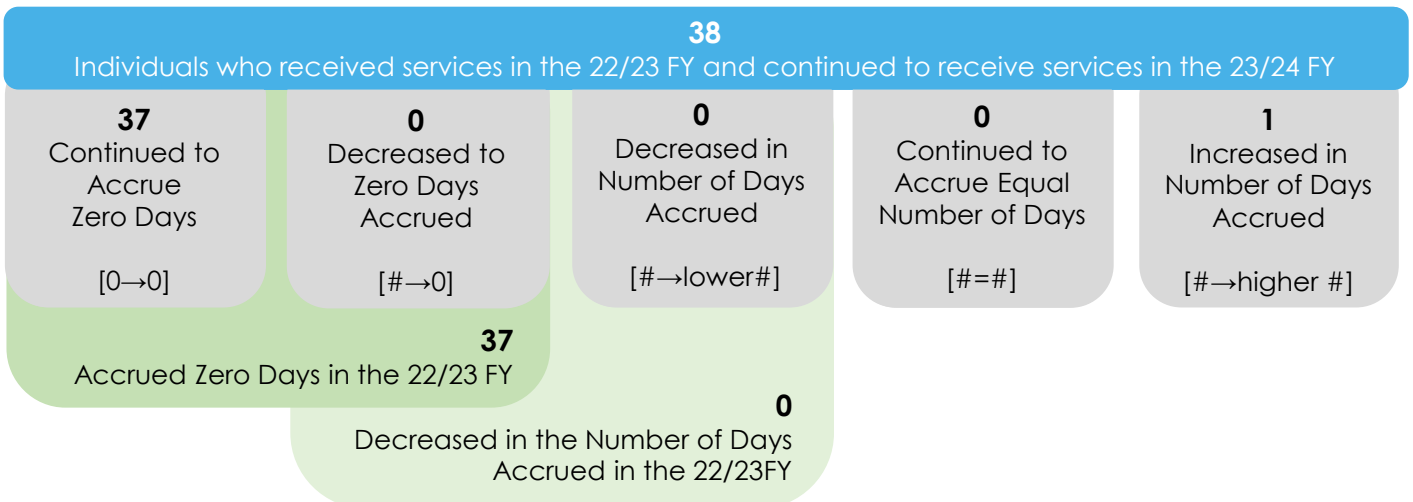 38
Individuals who received services in the 22/23 FY and continued to receive services in the 23/24 FY
37
Continued to
Accrue
Zero Days
[0→0]
0
Decreased to
Zero Days
Accrued
[#→0]
0
Decreased in
Number of Days
Accrued
[#→lower#]
0
Continued to
Accrue Equal
Number of Days
[#=#]
1
Increased in
Number of Days
Accrued
[#→higher #]
37
Accrued Zero Days in the 22/23 FY
0
Decreased in the Number of Days
Accrued in the 22/23FY